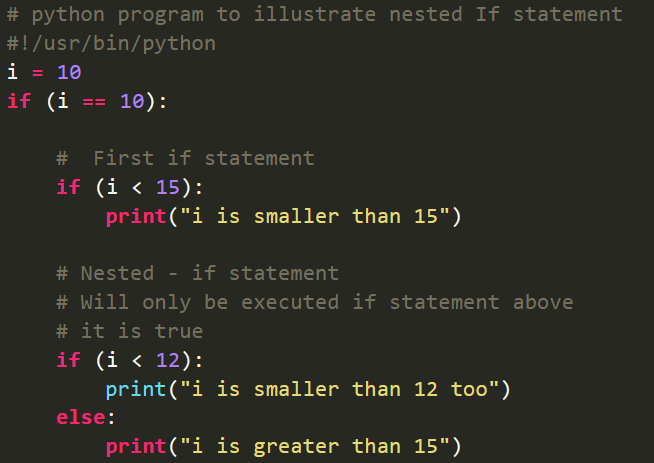 # python program to illustrate nested If statement
#!/usr/bin/python
i = 10
if (i == 10):
    #  First if statement
    if (i < 15):
        print("i is smaller than 15")
    # Nested - if statement
    # Will only be executed if statement above
    # it is true
    if (i < 12):
        print("i is smaller than 12 too")
    else:
        print("i is greater than 15")